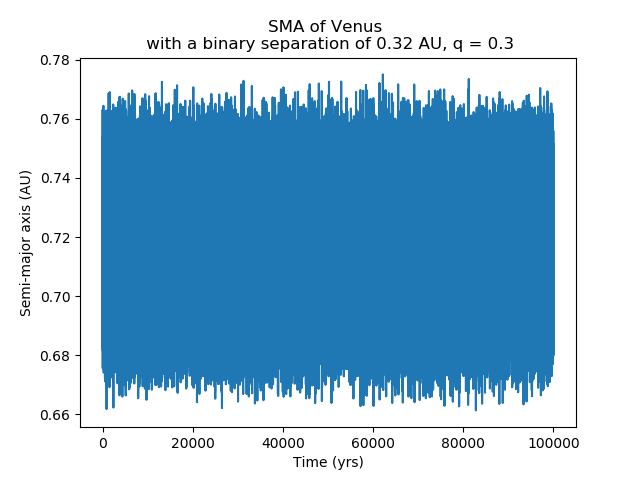 SMA of Venus
with a binary separation of 0.32 AU, q = 0.3
0.78
0.76
0.74
0.72
0.70
0.68
0.66
Semi-major axis (AU)
0 20000 40000 60000 80000 100000
Time (yrs)